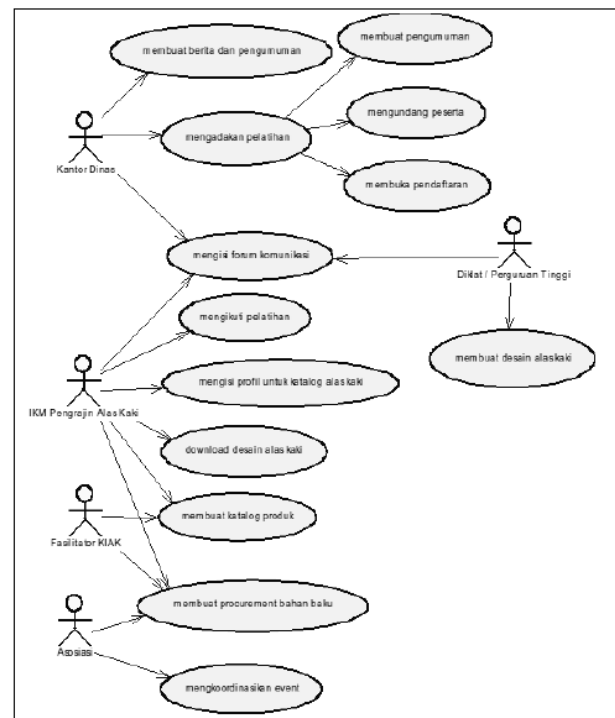 membuat pengumuman
membuat berita dan pengumuman
mengundang peserta
mengadakan pelatihan
Kantor Dinas
membuka pendaftaran
mengisi forum komunikasi
Diklat / Perguruan Tinggi
mengikuti pelatihan
membuat desain alaskaki
mengisi profil untuk katalog alaskaki
IKM Pengrajin Alas Kaki
download desain alas kaki
membuat katalog produk
Fasilitator KIAK
membuat procurement bahan baku
Asosiasi
mengkoordinasikan event